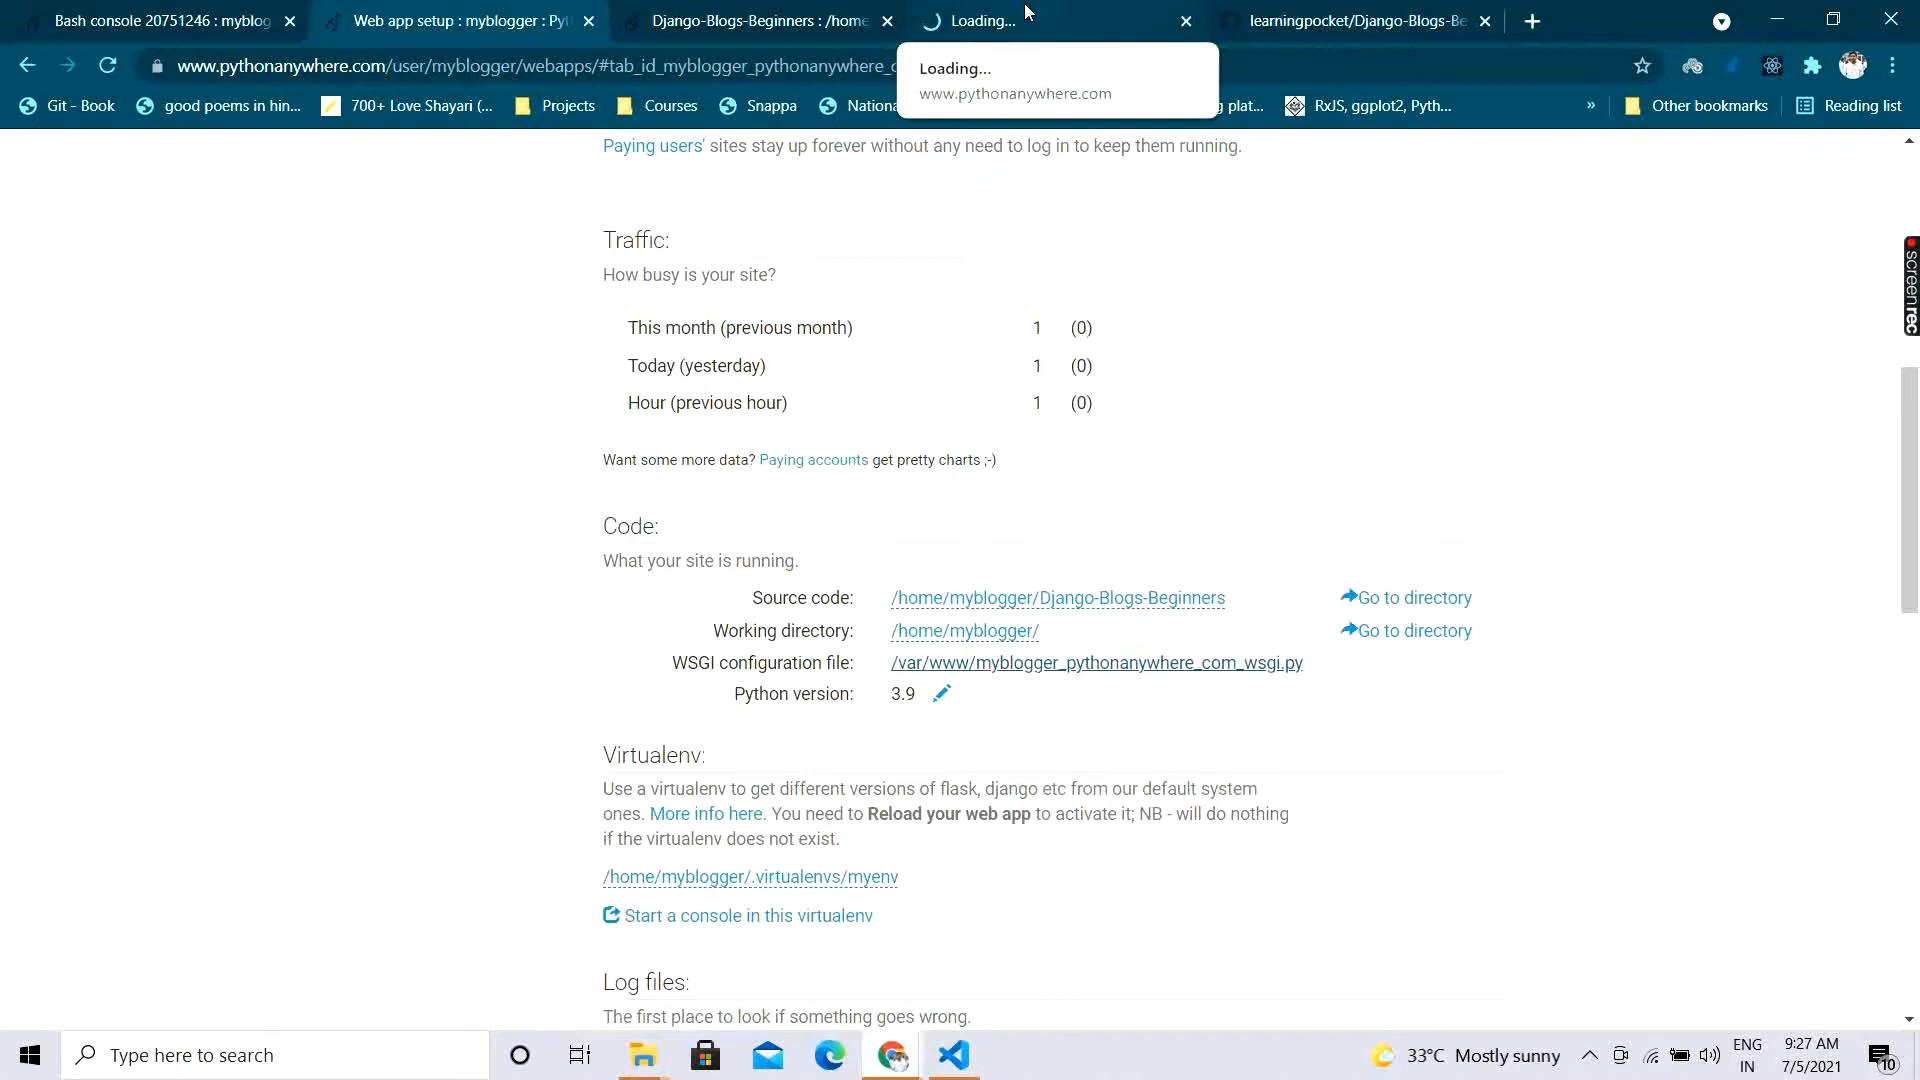 Bash console 20751246 : myblog
Web app setup : myblogger : Pyt
Django-Blogs-Beginners : /home
Loading...
learningpocket/Django-Blogs-Be
www.pythonanywhere.com/user/myblogger/webapps/#tab_id_myblogger_pythonanywhere_c
Loading...
www.pythonanywhere.com
Git - Book
good poems in hin...
700+ Love Shayari (...
Projects
Courses
Snappa
Nationa
g plat...
RxJS, ggplot2, Pyth...
»
Other bookmarks
Reading list
Paying users' sites stay up forever without any need to log in to keep them running.
Traffic:
How busy is your site?
This month (previous month) 1 (0)
Today (yesterday) 1 (0)
Hour (previous hour) 1 (0)
Want some more data? Paying accounts get pretty charts ;-)
Code:
What your site is running.
Source code: /home/myblogger/Django-Blogs-Beginners Go to directory
Working directory: /home/myblogger/ Go to directory
WSGI configuration file: /var/www/myblogger_pythonanywhere_com_wsgi.py
Python version: 3.9
Virtualenv:
Use a virtualenv to get different versions of flask, django etc from our default system
ones. More info here. You need to Reload your web app to activate it; NB - will do nothing
if the virtualenv does not exist.
/home/myblogger/.virtualenvs/myenv
Start a console in this virtualenv
Log files:
The first place to look if something goes wrong.
screenrec
Type here to search
33°C Mostly sunny
ENG
IN
9:27 AM
7/5/2021
10